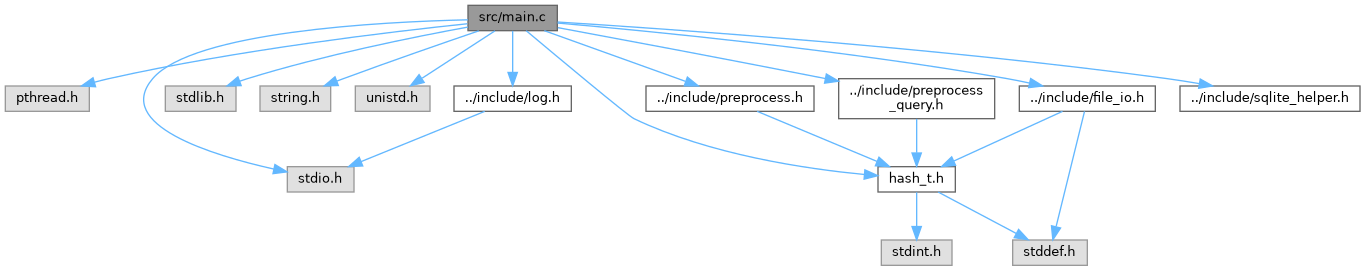 src/main.c
pthread.h
stdlib.h
string.h
unistd.h
../include/log.h
../include/preprocess.h
../include/preprocess
_query.h
../include/file_io.h
../include/sqlite_helper.h
stdio.h
hash_t.h
stdint.h
stddef.h